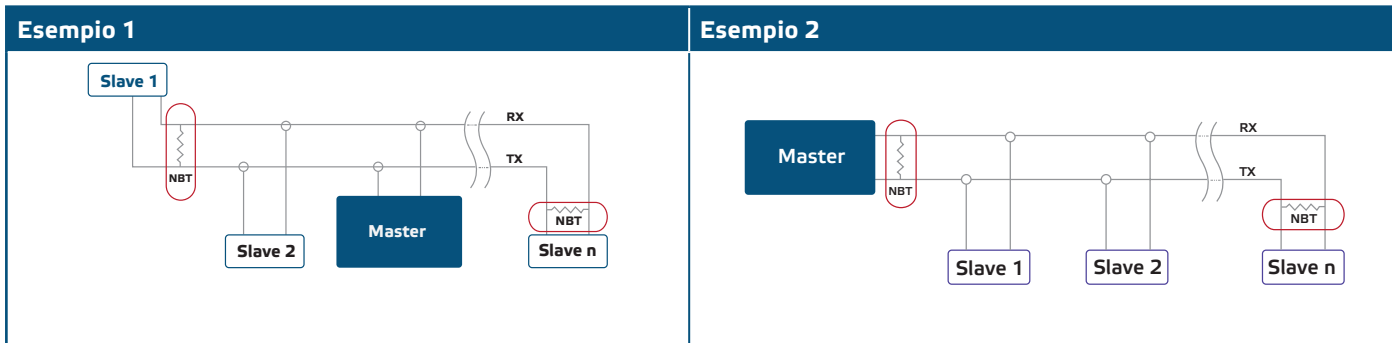 Esempio 1
Slave 1
RX
TX
NBT
NBT
Master
Slave 2
Slave n
Esempio 2
Master
RX
TX
NBT
NBT
Slave 1
Slave 2
Slave n